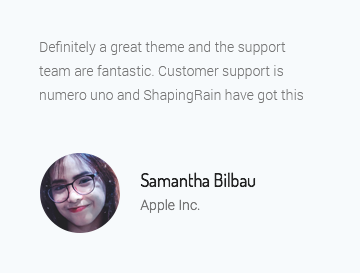 Definitely a great theme and the support
team are fantastic. Customer support is
numero uno and ShapingRain have got this
Samantha Bilbau
Apple Inc.